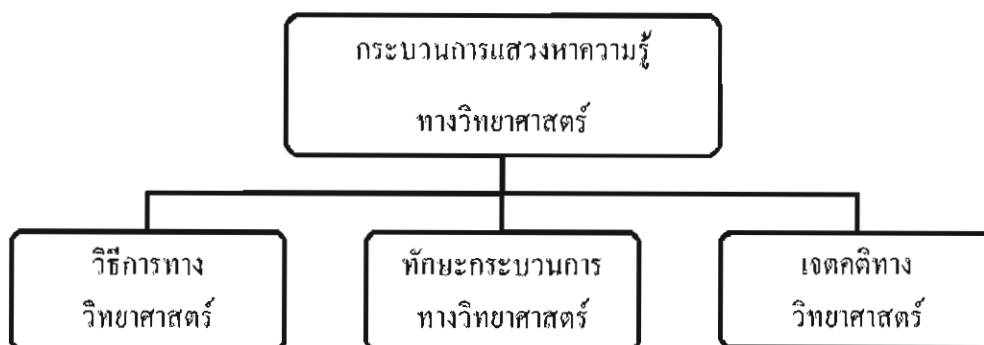 กระบวนการแสวงหาความรู้
ทางวิทยาศาสตร์
วิธีการทาง
วิทยาศาสตร์
ทักษะกระบวนการ
ทางวิทยาศาสตร์
เจตคติทาง
วิทยาศาสตร์